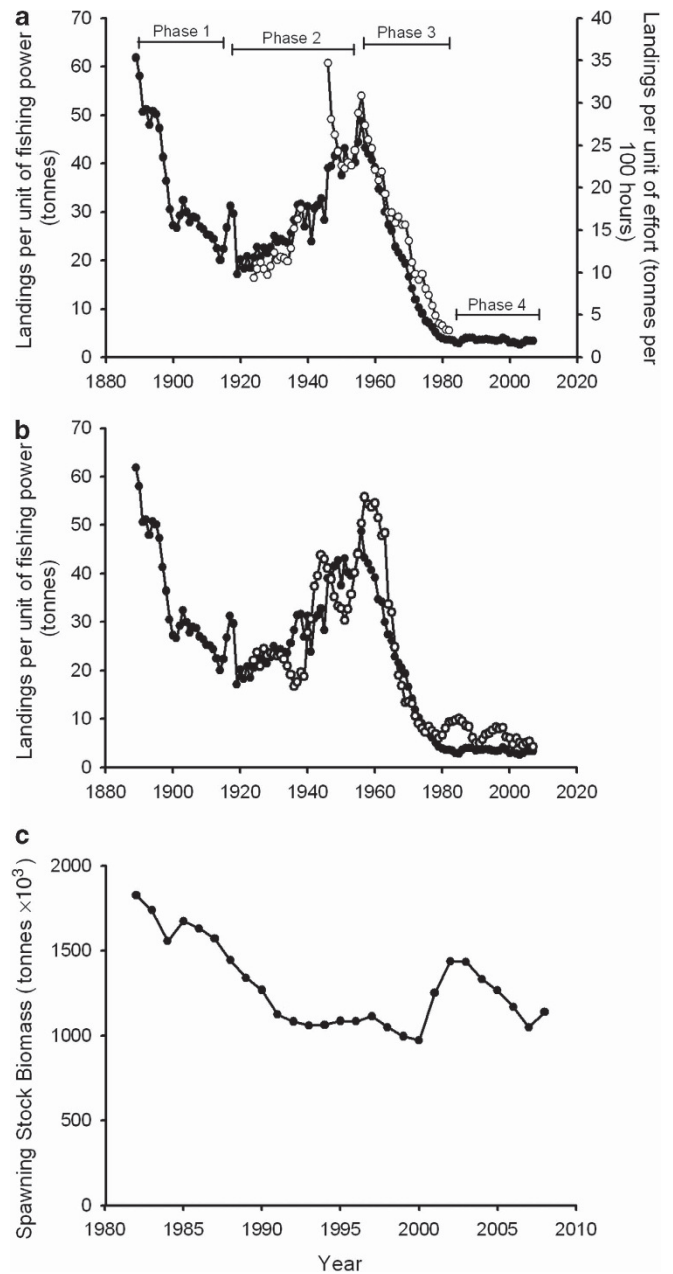 a
Landings per unit of fishing power
(tonnes)
70
60
50
40
30
20
10
0
Phase 1
Phase 2
Phase 3
Phase 4
40
35
30
25
20
15
10
5
0
Landings per unit of effort (tonnes per
100 hours)
1880 1900 1920 1940 1960 1980 2000 2020
b
Landings per unit of fishing power
(tonnes)
70
60
50
40
30
20
10
0
1880 1900 1920 1940 1960 1980 2000 2020
c
Spawning Stock Biomass ( tonnes ×10³)
2000
1500
1000
500
0
1980 1985 1990 1995 2000 2005 2010
Year